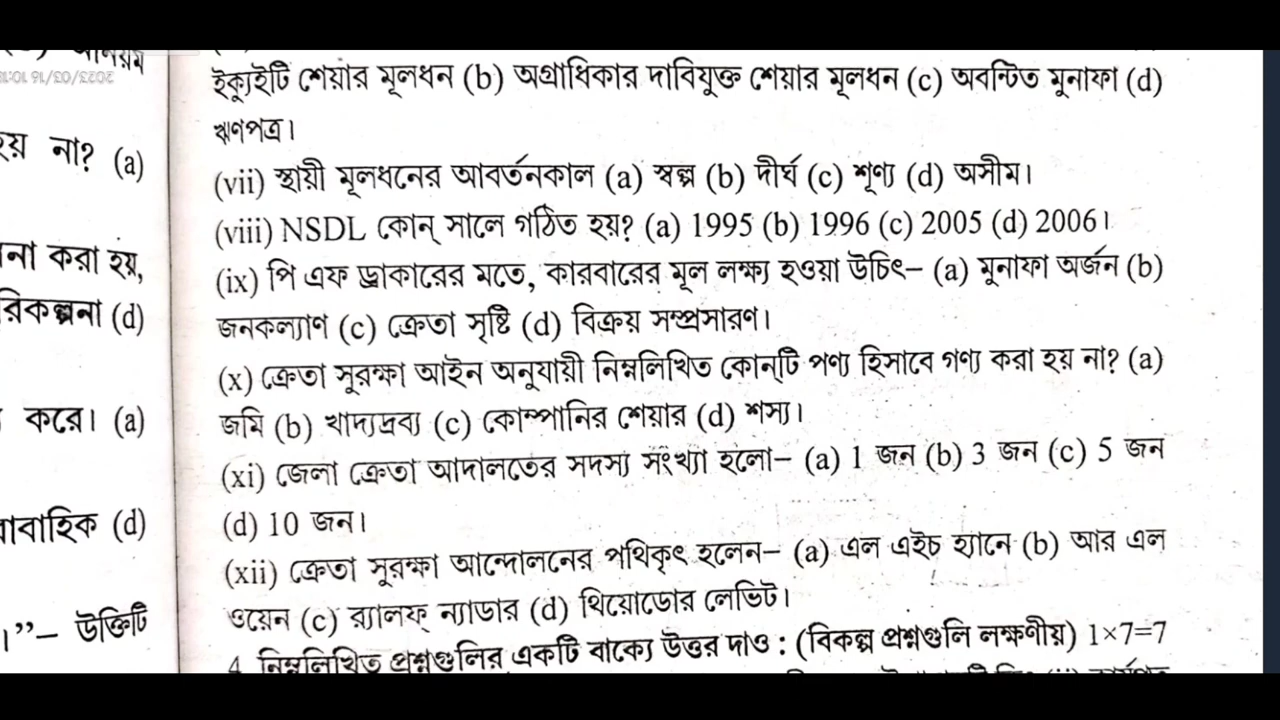 ইক্যুইটি শেয়ার মূলধন (b) অগ্রাধিকার দাবিযুক্ত শেয়ার মূলধন (c) অবন্টিত মুনাফা (d)
ঋণপত্র।
(vii) স্থায়ী মূলধনের আবর্তনকাল (a) স্বল্প (b) দীর্ঘ (c) শূণ্য (d) অসীম।
(viii) NSDL কোন্ সালে গঠিত হয়? (a) 1995 (b) 1996 (c) 2005 (d) 2006।
(ix) পি এফ ড্রাকারের মতে, কারবারের মূল লক্ষ্য হওয়া উচিৎ– (a) মুনাফা অর্জন (b)
জনকল্যাণ (c) ক্রেতা সৃষ্টি (d) বিক্রয় সম্প্রসারণ।
(x) ক্রেতা সুরক্ষা আইন অনুযায়ী নিম্নলিখিত কোন্‌টি পণ্য হিসাবে গণ্য করা হয় না? (a)
জমি (b) খাদ্যদ্রব্য (c) কোম্পানির শেয়ার (d) শস্য।
(xi) জেলা ক্রেতা আদালতের সদস্য সংখ্যা হলো– (a) 1 জন (b) 3 জন (c) 5 জন
(d) 10 জন।
(xii) ক্রেতা সুরক্ষা আন্দোলনের পথিকৃৎ হলেন– (a) এল এইচ হ্যানে (b) আর এল
ওয়েন (c) র‍্যালফ্ ন্যাডার (d) থিয়োডোর লেভিট।
4. নিম্নলিখিত প্রশ্নগুলির একটি বাক্যে উত্তর দাও : (বিকল্প প্রশ্নগুলি লক্ষণীয়) 1×7=7
হয় না? (a)
করা হয়,
(d)
করে। (a)
(d)
।”– উক্তিটি